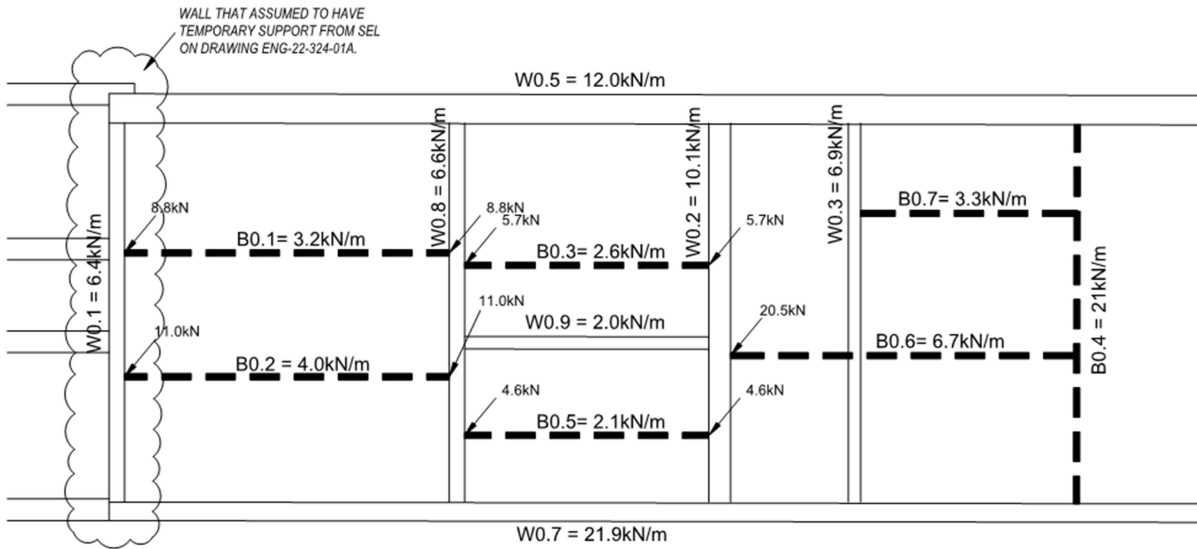 WALL THAT ASSUMED TO HAVE
TEMPORARY SUPPORT FROM SEL
ON DRAWING ENG-22-324-01A.
W0.5 = 12.0kN/m
W0.1 = 6.4kN/m
8.8kN
B0.1= 3.2kN/m
W0.8 = 6.6kN/m
8.8kN
5.7kN
B0.3= 2.6kN/m
W0.2 = 10.1kN/m
5.7kN
W0.3 = 6.9kN/m
B0.7= 3.3kN/m
B0.4 = 21kN/m
11.0kN
B0.2 = 4.0kN/m
11.0kN
W0.9 = 2.0kN/m
20.5kN
B0.6= 6.7kN/m
4.6kN
B0.5= 2.1kN/m
4.6kN
W0.7 = 21.9kN/m